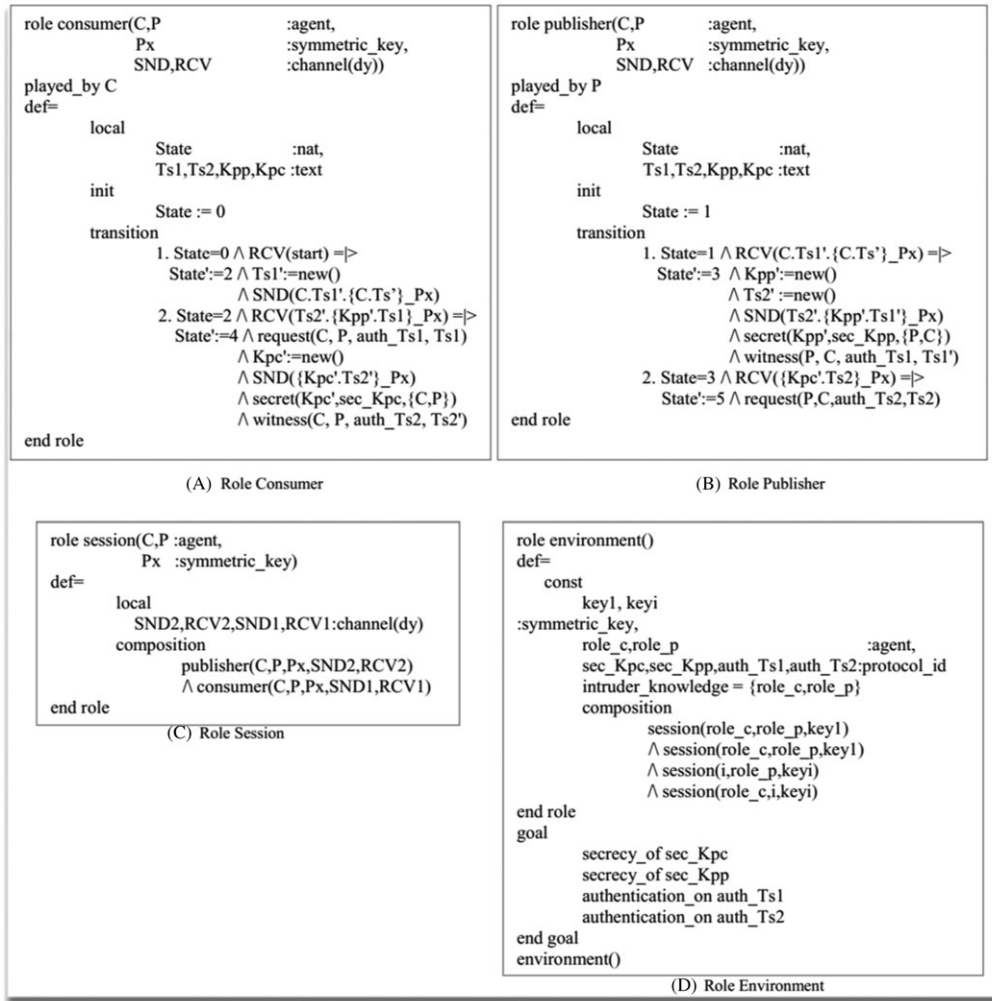 role consumer(C,P :agent,
Px :symmetric_key,
SND,RCV :channel(dy))
played_by C
def=
local
State :nat,
Ts1,Ts2,Kpp,Kpc :text
init
State := 0
transition
1. State=0 ∧ RCV(start) =|>
State':=2 ∧ Ts1':=new()
∧ SND(C.Ts1'.{C.Ts’}_Px)
2. State=2 ∧ RCV(Ts2'.{Kpp'.Ts1}_Px) =|>
State':=4 ∧ request(C, P, auth_Ts1, Ts1)
∧ Kpc':=new()
∧ SND({Kpc'.Ts2'}_Px)
∧ secret(Kpc',sec_Kpc,{C,P})
∧ witness(C, P, auth_Ts2, Ts2')
end role
(A) Role Consumer
role publisher(C,P :agent,
Px :symmetric_key,
SND,RCV :channel(dy))
played_by P
def=
local
State :nat,
Ts1,Ts2,Kpp,Kpc :text
init
State := 1
transition
1. State=1 ∧ RCV(C.Ts1'.{C.Ts’}_Px) =|>
State':=3 ∧ Kpp':=new()
∧ Ts2' :=new()
∧ SND(Ts2'.{Kpp'.Ts1'}_Px)
∧ secret(Kpp',sec_Kpp,{P,C})
∧ witness(P, C, auth_Ts1, Ts1')
2. State=3 ∧ RCV({Kpc'.Ts2}_Px) =|>
State':=5 ∧ request(P,C,auth_Ts2,Ts2)
end role
(B) Role Publisher
role session(C,P :agent,
Px :symmetric_key)
def=
local
SND2,RCV2,SND1,RCV1:channel(dy)
composition
publisher(C,P,Px,SND2,RCV2)
∧ consumer(C,P,Px,SND1,RCV1)
end role
(C) Role Session
role environment()
def=
const
key1, keyi
:symmetric_key,
role_c,role_p :agent,
sec_Kpc,sec_Kpp,auth_Ts1,auth_Ts2:protocol_id
intruder_knowledge = {role_c,role_p}
composition
session(role_c,role_p,key1)
∧ session(role_c,role_p,key1)
∧ session(i,role_p,keyi)
∧ session(role_c,i,keyi)
end role
goal
secrecy_of sec_Kpc
secrecy_of sec_Kpp
authentication_on auth_Ts1
authentication_on auth_Ts2
end goal
environment()
(D) Role Environment